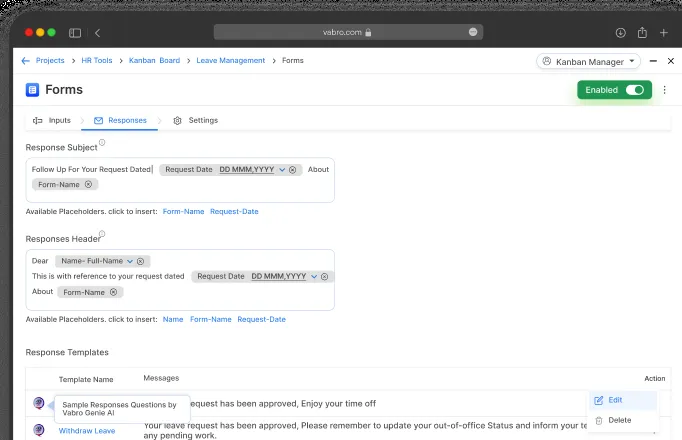 vabro.com
Projects > HR Tools > Kanban Board > Leave Management > Forms
Kanban Manager
Forms
Enabled
Inputs > Responses > Settings
Response Subject
Follow Up For Your Request Dated Request Date DD MMM,YYYY About
Form-Name
Available Placeholders. click to insert: Form-Name Request-Date
Responses Header
Dear Name- Full-Name
This is with reference to your request dated Request Date DD MMM,YYYY
About Form-Name
Available Placeholders. click to insert: Name Form-Name Request-Date
Response Templates
Template Name Messages Action
Sample Responses Questions by
Vabro Genie AI
request has been approved, Enjoy your time off
Edit
Delete
Withdraw Leave
Your leave request has been approved, Please remember to update your out-of-office Status and inform your
any pending work.